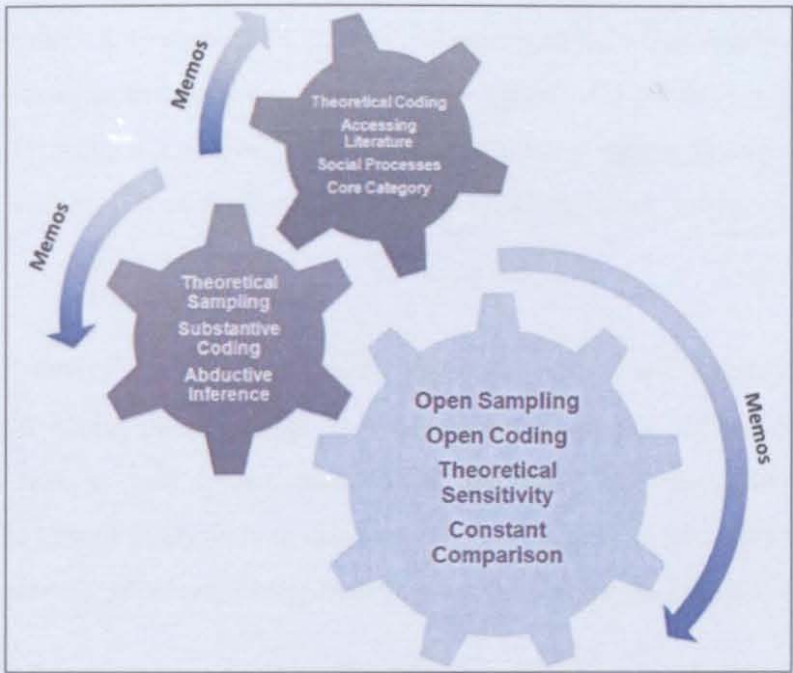 Memos
Theoretical Coding
Accessing
Literature
Social Processes
Core Category
Memos
Theoretical
Sampling
Substantive
Coding
Abductive
Inference
Open Sampling
Open Coding
Theoretical
Sensitivity
Constant
Comparison
Memos